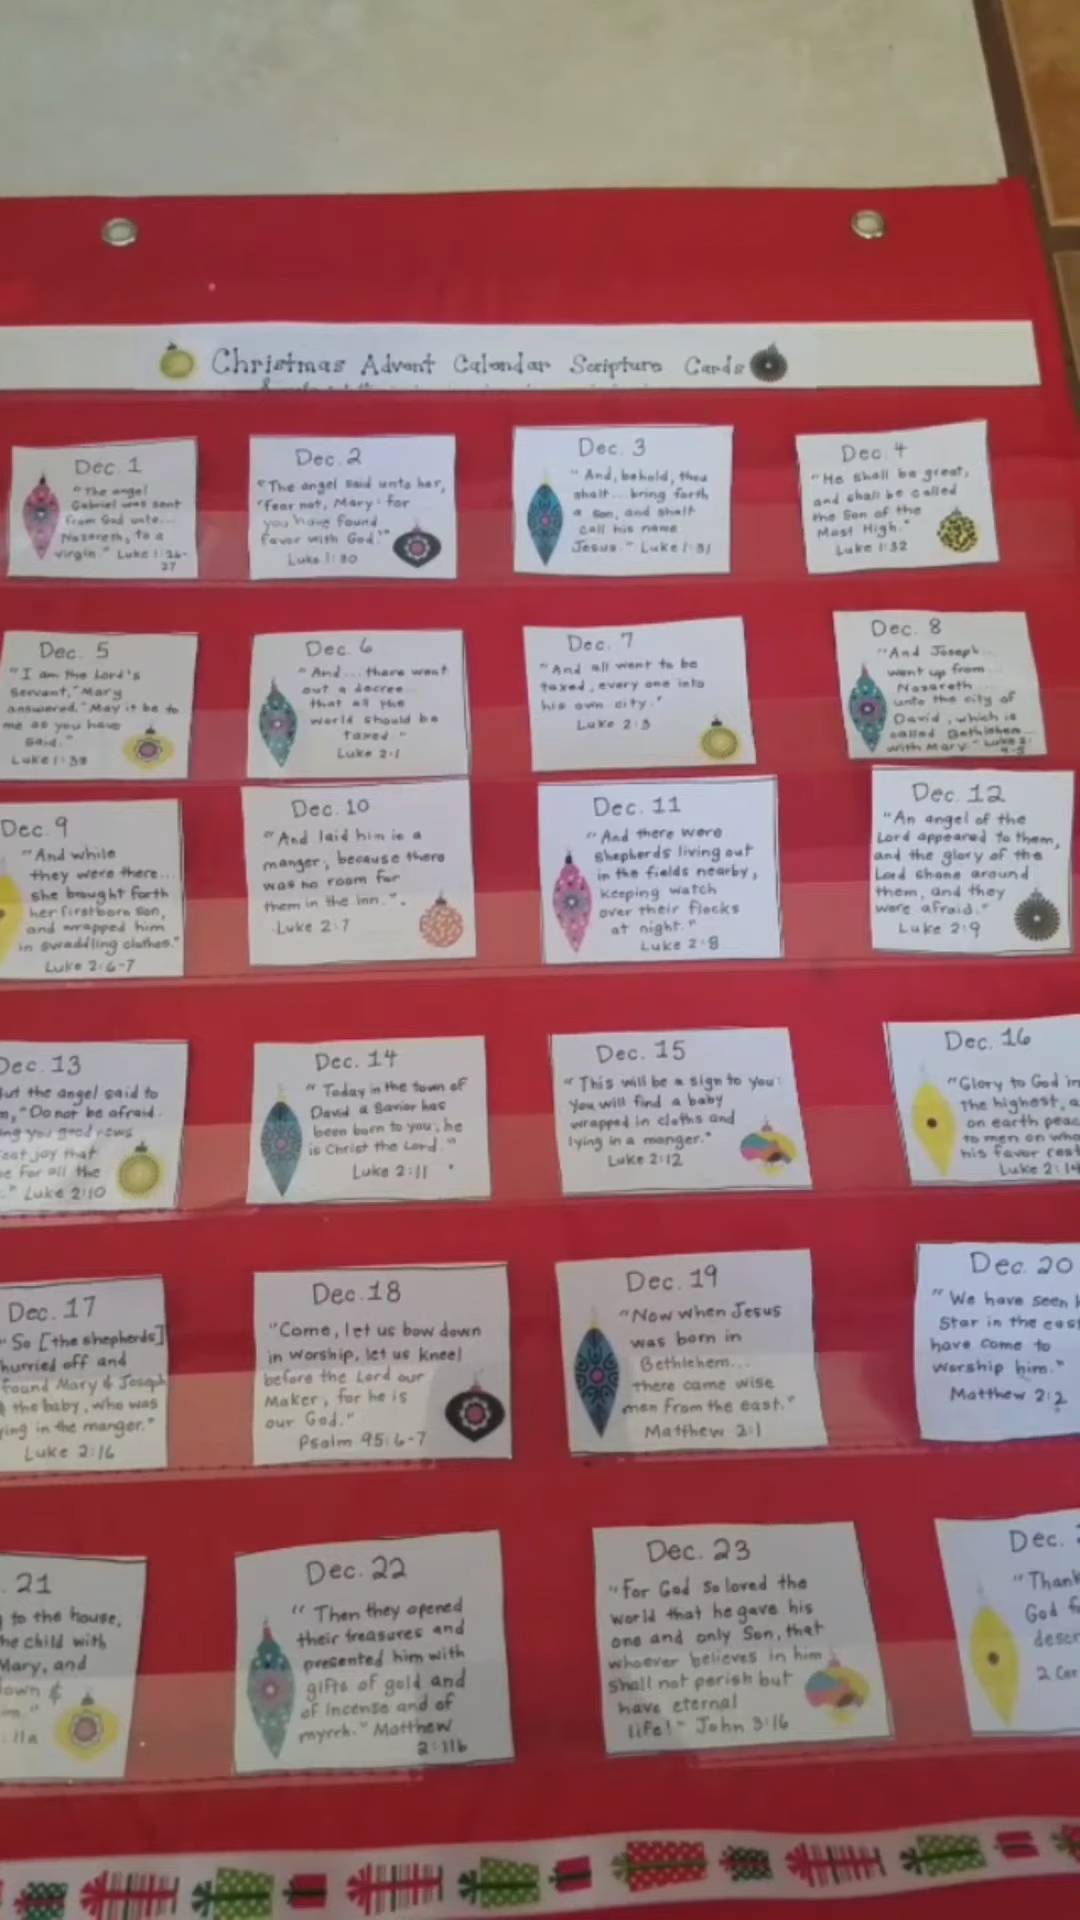 Christmas Advent Calendar Scripture Cards
Dec. 1
"The angel
Gabriel was sent
from God unto...
Nazareth, to a
virgin." Luke 1:26-
27
Dec. 2
"The angel said unto her,
'fear not, Mary: for
you have found
favor with God.'"
Luke 1:30
Dec. 3
"And, behold, thou
shalt... bring forth
a son, and shalt
call his name
Jesus." Luke 1:31
Dec. 4
"He shall be great,
and shall be called
the Son of the
Most High."
Luke 1:32
Dec. 5
"I am the Lord's
servant," Mary
answered. "May it be to
me as you have
said."
Luke 1:38
Dec. 6
"And... there went
out a decree...
that all the
world should be
taxed."
Luke 2:1
Dec. 7
"And all went to be
taxed, every one into
his own city."
Luke 2:3
Dec. 8
"And Joseph...
went up from...
Nazareth...
unto the city of
David, which is
called Bethlehem...
with Mary." Luke 2:
4-5
Dec. 9
"And while
they were there...
she brought forth
her firstborn son,
and wrapped him
in swaddling clothes."
Luke 2:6-7
Dec. 10
"And laid him in a
manger; because there
was no room for
them in the inn."
Luke 2:7
Dec. 11
"And there were
shepherds living out
in the fields nearby,
keeping watch
over their flocks
at night."
Luke 2:8
Dec. 12
"An angel of the
Lord appeared to them,
and the glory of the
Lord shone around
them, and they
were afraid."
Luke 2:9
Dec. 13
but the angel said to
"Do not be afraid.
you good news
joy that
for all the
" Luke 2:10
Dec. 14
"Today in the town of
David a Savior has
been born to you; he
is Christ the Lord."
Luke 2:11
Dec. 15
"This will be a sign to you:
You will find a baby
wrapped in cloths and
lying in a manger."
Luke 2:12
Dec. 16
"Glory to God in
the highest, a
on earth peac
to men on who
his favor rest
Luke 2:14
Dec. 17
"So [the shepherds]
hurried off and
found Mary & Joseph
& the baby, who was
ying in the manger."
Luke 2:16
Dec. 18
"Come, let us bow down
in worship, let us kneel
before the Lord our
Maker; for he is
our God."
Psalm 95:6-7
Dec. 19
"Now when Jesus
was born in
Bethlehem...
there came wise
men from the east."
Matthew 2:1
Dec. 20
"We have seen h
star in the east
have come to
worship him."
Matthew 2:2
. 21
to the house,
he child with
Mary, and
own &
m."
.11a
Dec. 22
"Then they opened
their treasures and
presented him with
gifts of gold and
of incense and of
myrrh." Matthew
2:11b
Dec. 23
"For God so loved the
world that he gave his
one and only Son, that
whoever believes in him
shall not perish but
have eternal
life!" John 3:16
Dec.
"Thank
God f
descr
2 Cor